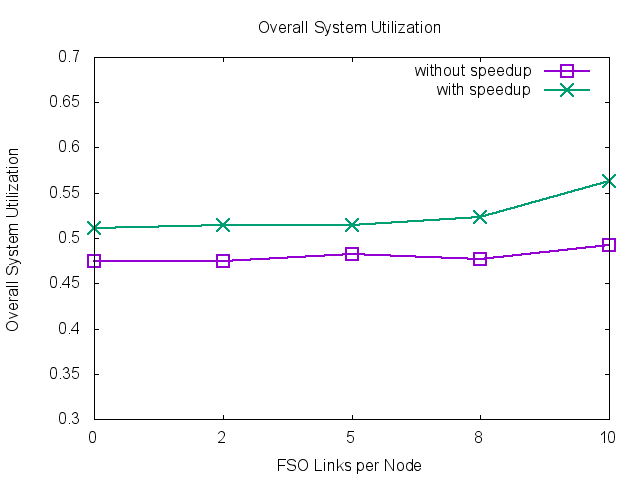 Overall System Utilization
without speedup
with speedup
Overall System Utilization
0.7
0.65
0.6
0.55
0.5
0.45
0.4
0.35
0.3
0 2 5 8 10
FSO Links per Node